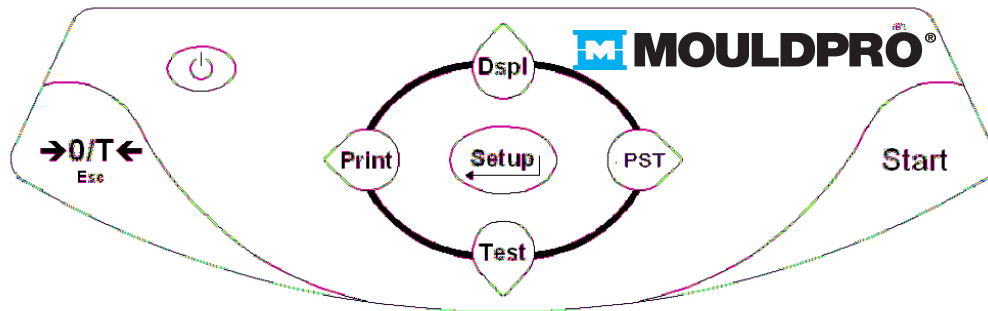 MOULDPRO®
Dspl
→0/T←
Esc
Print
Setup
PST
Start
Test